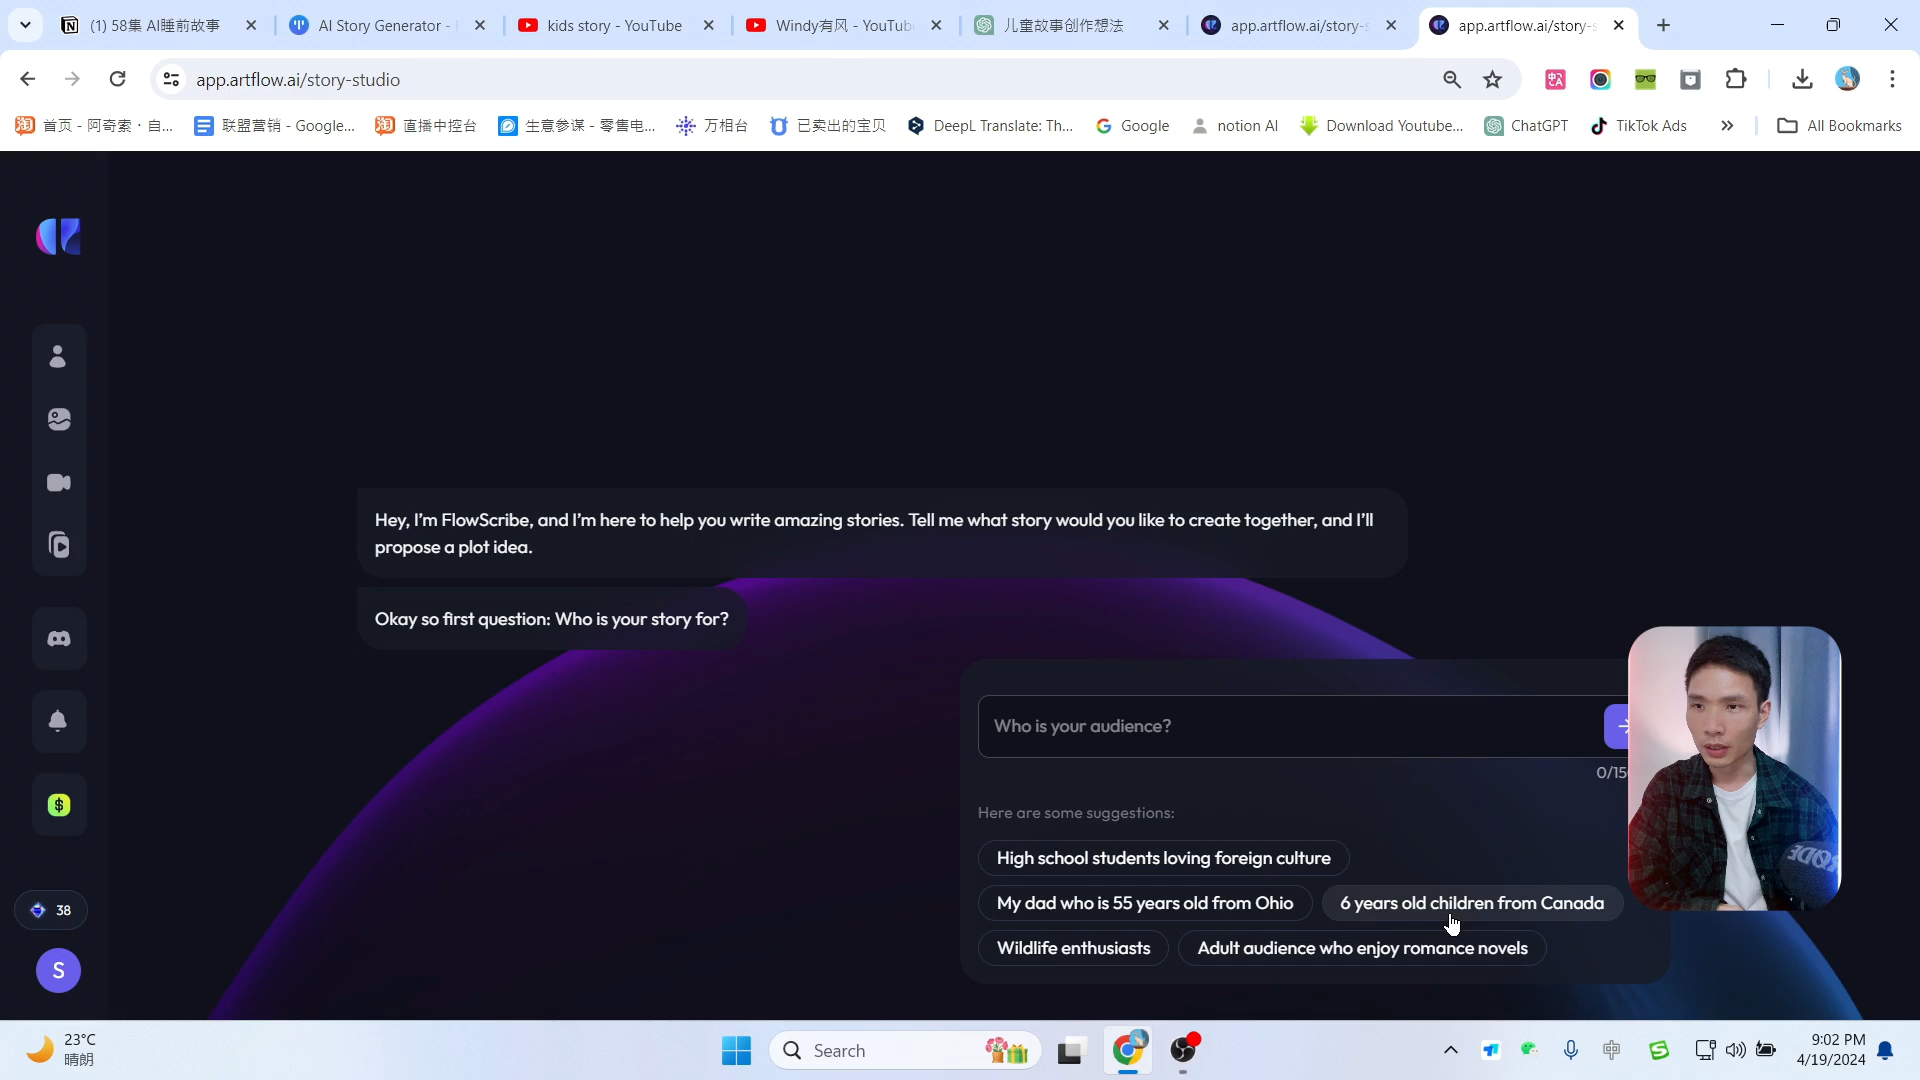 (1) 58集 AI睡前故事
AI Story Generator -
kids story - YouTube
Windy有风 - YouTub
儿童故事创作想法
app.artflow.ai/story-s
app.artflow.ai/story-s
app.artflow.ai/story-studio
首页 - 阿奇索 · 自...
联盟营销 - Google...
直播中控台
生意参谋 - 零售电...
万相台
已卖出的宝贝
DeepL Translate: Th...
Google
notion AI
Download Youtube...
ChatGPT
TikTok Ads
All Bookmarks
Hey, I'm FlowScribe, and I'm here to help you write amazing stories. Tell me what story would you like to create together, and I'll
propose a plot idea.
Okay so first question: Who is your story for?
Who is your audience?
0/15
Here are some suggestions:
High school students loving foreign culture
My dad who is 55 years old from Ohio
6 years old children from Canada
Wildlife enthusiasts
Adult audience who enjoy romance novels
38
S
23°C
晴朗
Search
中
9:02 PM
4/19/2024